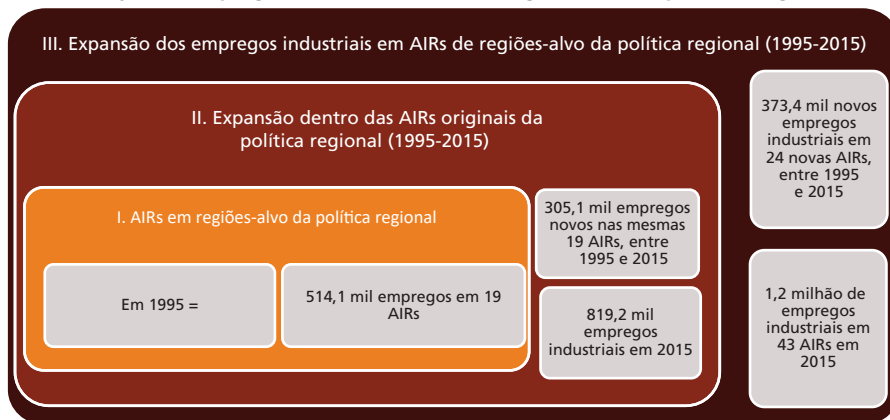 III. Expansão dos empregos industriais em AIRs de regiões-alvo da política regional (1995-2015)
II. Expansão dentro das AIRs originais da
política regional (1995-2015)
I. AIRs em regiões-alvo da política regional
Em 1995 =
514,1 mil empregos em 19
AIRs
305,1 mil empregos
novos nas mesmas
19 AIRs, entre
1995 e 2015
819,2 mil
empregos
industriais em 2015
373,4 mil novos
empregos
industriais em
24 novas AIRs,
entre 1995
e 2015
1,2 milhão de
empregos
industriais em
43 AIRs em
2015